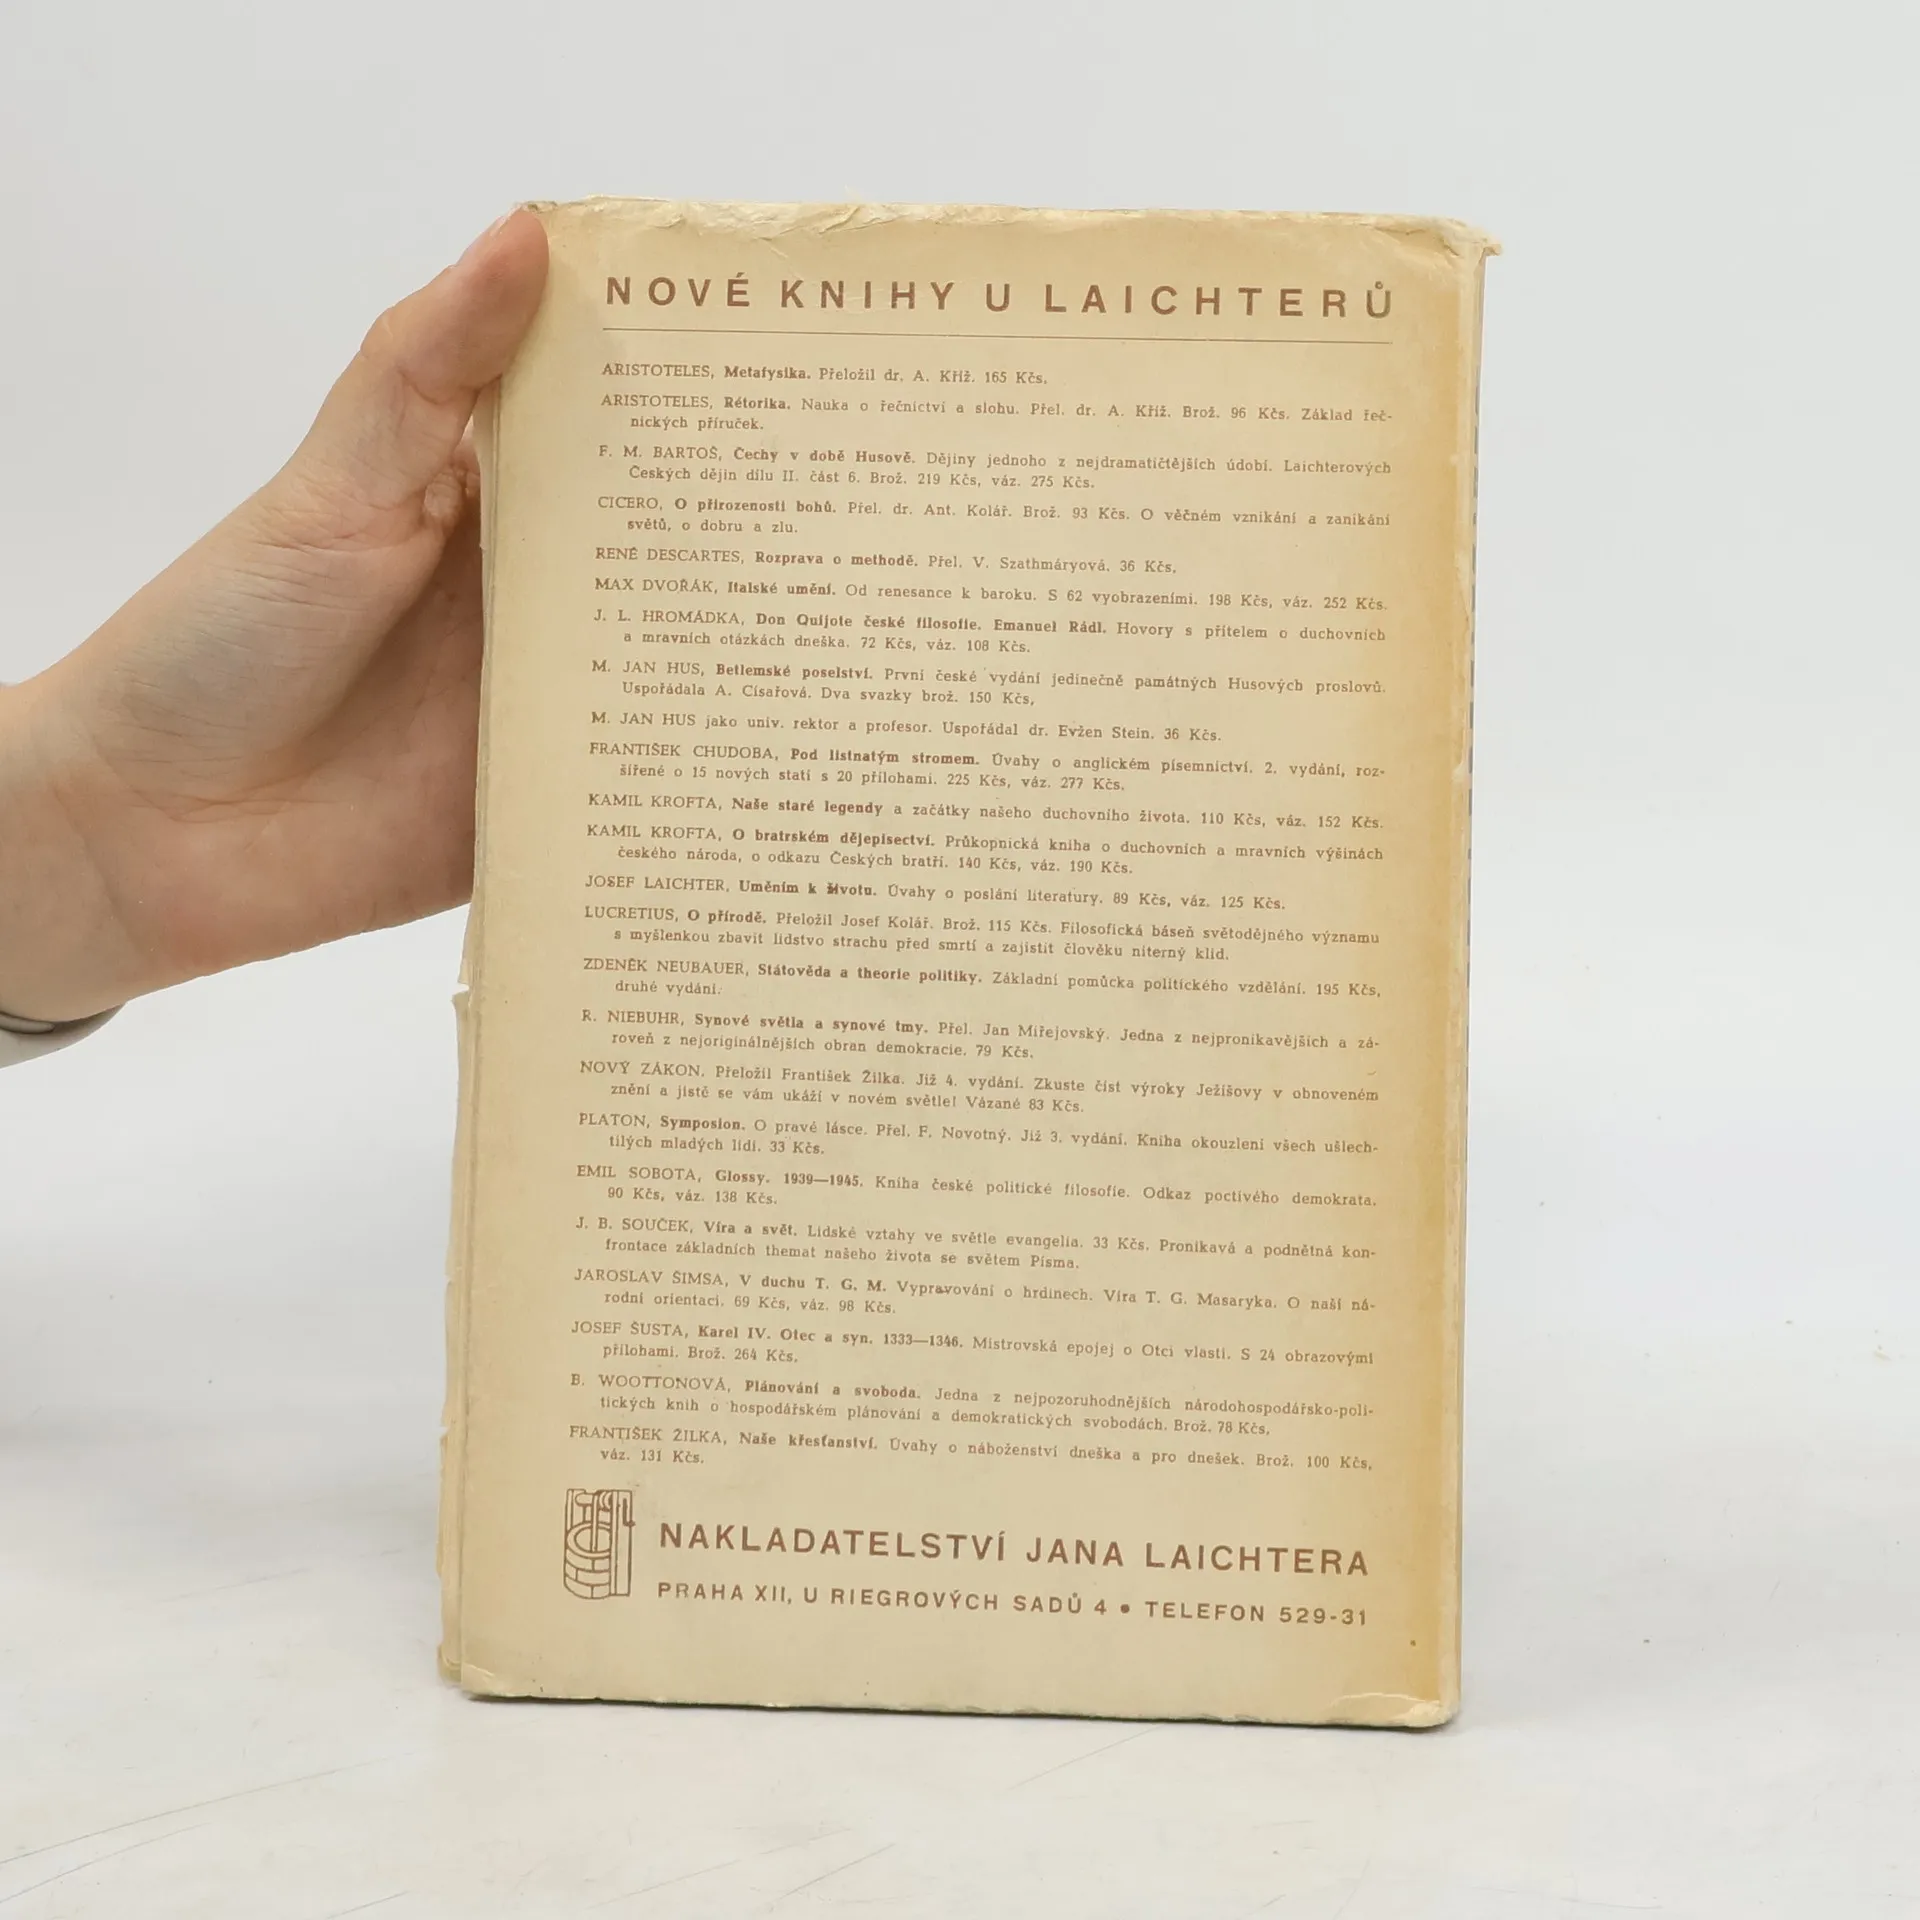 NOVÉ KNIHY U LAICHTERŮ
ARISTOTELES, Metafysika. Přeložil dr. A. Kříž. 165 Kčs.
ARISTOTELES, Rétorika. Nauka o řečnictví a slohu. Přel. dr. A. Kříž. Brož. 96 Kčs. Základ řeč-
nických příruček.
F. M. BARTOŠ, Čechy v době Husově. Dějiny jednoho z nejdramatičtějších údobí. Laichterových
Českých dějin dílu II. část 6. Brož. 219 Kčs, váz. 275 Kčs.
CICERO, O přirozenosti bohů. Přel. dr. Ant. Kolář. Brož. 93 Kčs. O věčném vznikání a zanikání
světů, o dobru a zlu.
RENÉ DESCARTES, Rozprava o methodě. Přel. V. Szathmáryová. 36 Kčs.
MAX DVOŘÁK, Italské umění. Od renesance k baroku. S 62 vyobrazeními. 198 Kčs, váz. 252 Kčs.
J. L. HROMÁDKA, Don Quijote české filosofie. Emanuel Rádl. Hovory s přítelem o duchovních
a mravních otázkách dneška. 72 Kčs, váz. 108 Kčs.
M. JAN HUS, Betlemské poselství. První české vydání jedinečně památných Husových proslovů.
Uspořádala A. Císařová. Dva svazky brož. 150 Kčs,
M. JAN HUS jako univ. rektor a profesor. Uspořádal dr. Evžen Stein. 36 Kčs.
FRANTIŠEK CHUDOBA, Pod listnatým stromem. Úvahy o anglickém písemnictví. 2. vydání, roz-
šířené o 15 nových statí s 20 přílohami. 225 Kčs, váz. 277 Kčs.
KAMIL KROFTA, Naše staré legendy a začátky našeho duchovního života. 110 Kčs, váz. 152 Kčs.
KAMIL KROFTA, O bratrském dějepisectví. Průkopnická kniha o duchovních a mravních výšinách
českého národa, o odkazu Českých bratří. 140 Kčs, váz. 190 Kčs.
JOSEF LAICHTER, Uměním k životu. Úvahy o poslání literatury. 89 Kčs, váz. 125 Kčs.
LUCRETIUS, O přírodě. Přeložil Josef Kolář. Brož. 115 Kčs. Filosofická báseň světodějného významu
s myšlenkou zbavit lidstvo strachu před smrtí a zajistit člověku niterný klid.
ZDENĚK NEUBAUER, Státověda a theorie politiky. Základní pomůcka politického vzdělání. 195 Kčs,
druhé vydání.
R. NIEBUHR, Synové světla a synové tmy. Přel. Jan Miřejovský. Jedna z nejpronikavějších a zá-
roveň z nejoriginálnějších obran demokracie. 79 Kčs.
NOVÝ ZÁKON. Přeložil František Žilka. Již 4. vydání. Zkuste číst výroky Ježíšovy v obnoveném
znění a jistě se vám ukáží v novém světle! Vázané 83 Kčs.
PLATON, Symposion. O pravé lásce. Přel. F. Novotný. Již 3. vydání. Kniha okouzlení všech ušlech-
tilých mladých lidí. 33 Kčs.
EMIL SOBOTA, Glossy. 1939—1945. Kniha české politické filosofie. Odkaz poctivého demokrata.
90 Kčs, váz. 138 Kčs.
J. B. SOUČEK, Víra a svět. Lidské vztahy ve světle evangelia. 33 Kčs. Pronikavá a podnětná kon-
frontace základních themat našeho života se světem Písma.
JAROSLAV ŠIMSA, V duchu T. G. M. Vypravování o hrdinech. Víra T. G. Masaryka. O naší ná-
rodní orientaci. 69 Kčs, váz. 98 Kčs.
JOSEF ŠUSTA, Karel IV. Otec a syn. 1333—1346. Mistrovská epojej o Otci vlasti. S 24 obrazovými
přílohami. Brož. 264 Kčs.
B. WOOTTONOVÁ, Plánování a svoboda. Jedna z nejpozoruhodnějších národohospodářsko-poli-
tických knih o hospodářském plánování a demokratických svobodách. Brož. 78 Kčs.
FRANTIŠEK ŽILKA, Naše křesťanství. Úvahy o náboženství dneška a pro dnešek. Brož. 100 Kčs,
váz. 131 Kčs.
NAKLADATELSTVÍ JANA LAICHTERA
PRAHA XII, U RIEGROVÝCH SADŮ 4 • TELEFON 529-31